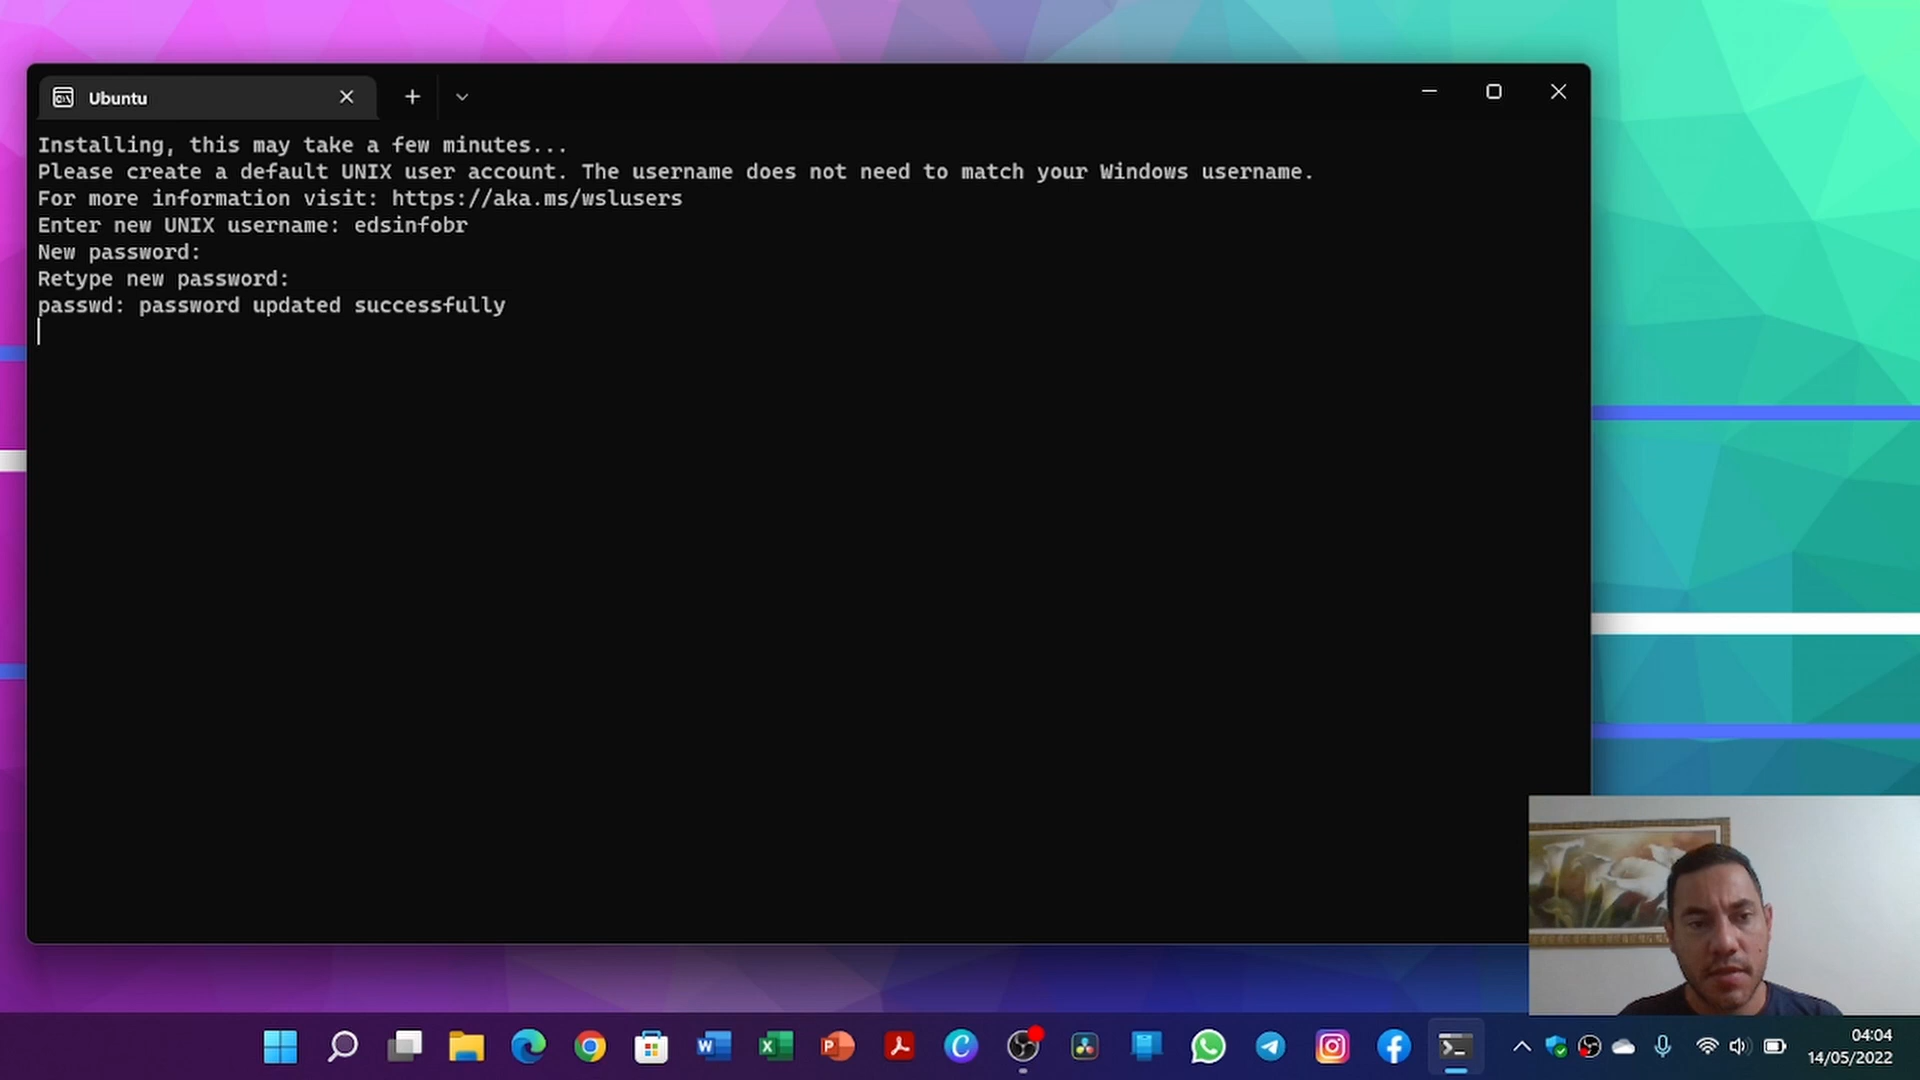 Ubuntu
Installing, this may take a few minutes...
Please create a default UNIX user account. The username does not need to match your Windows username.
For more information visit: https://aka.ms/wslusers
Enter new UNIX username: edsinfobr
New password:
Retype new password:
passwd: password updated successfully
04:04
14/05/2022